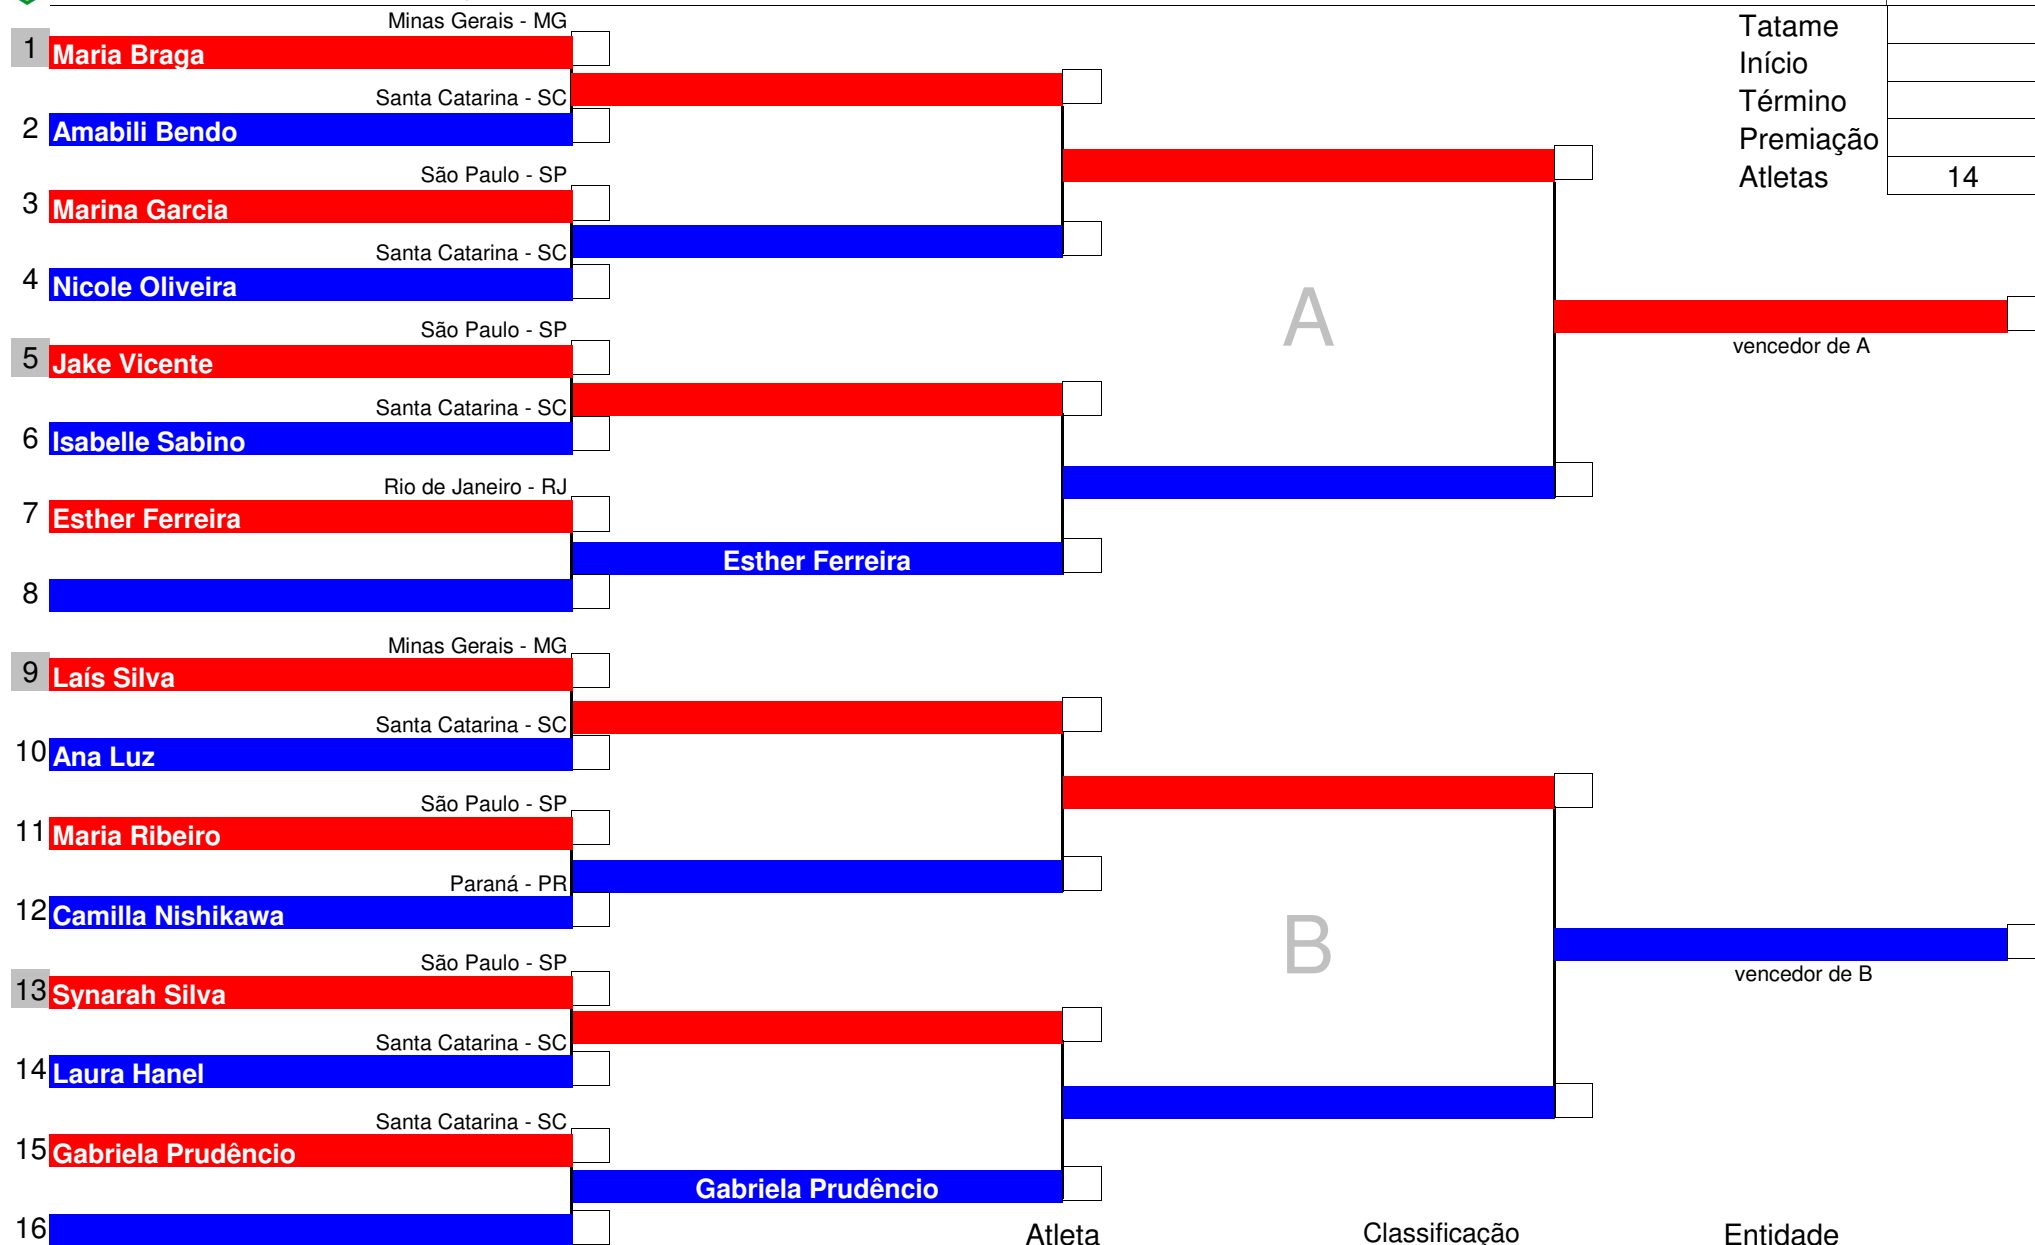 Minas Gerais - MG
1 Maria Braga
Santa Catarina - SC
2 Amabili Bendo
São Paulo - SP
3 Marina Garcia
Santa Catarina - SC
4 Nicole Oliveira
São Paulo - SP
5 Jake Vicente
Santa Catarina - SC
6 Isabelle Sabino
Rio de Janeiro - RJ
7 Esther Ferreira
Esther Ferreira
8
Minas Gerais - MG
9 Laís Silva
Santa Catarina - SC
10 Ana Luz
São Paulo - SP
11 Maria Ribeiro
Paraná - PR
12 Camilla Nishikawa
São Paulo - SP
13 Synarah Silva
Santa Catarina - SC
14 Laura Hanel
Santa Catarina - SC
15 Gabriela Prudêncio
Gabriela Prudêncio
16
A
vencedor de A
B
vencedor de B
Tatame
Início
Término
Premiação
Atletas 14
Atleta Classificação Entidade